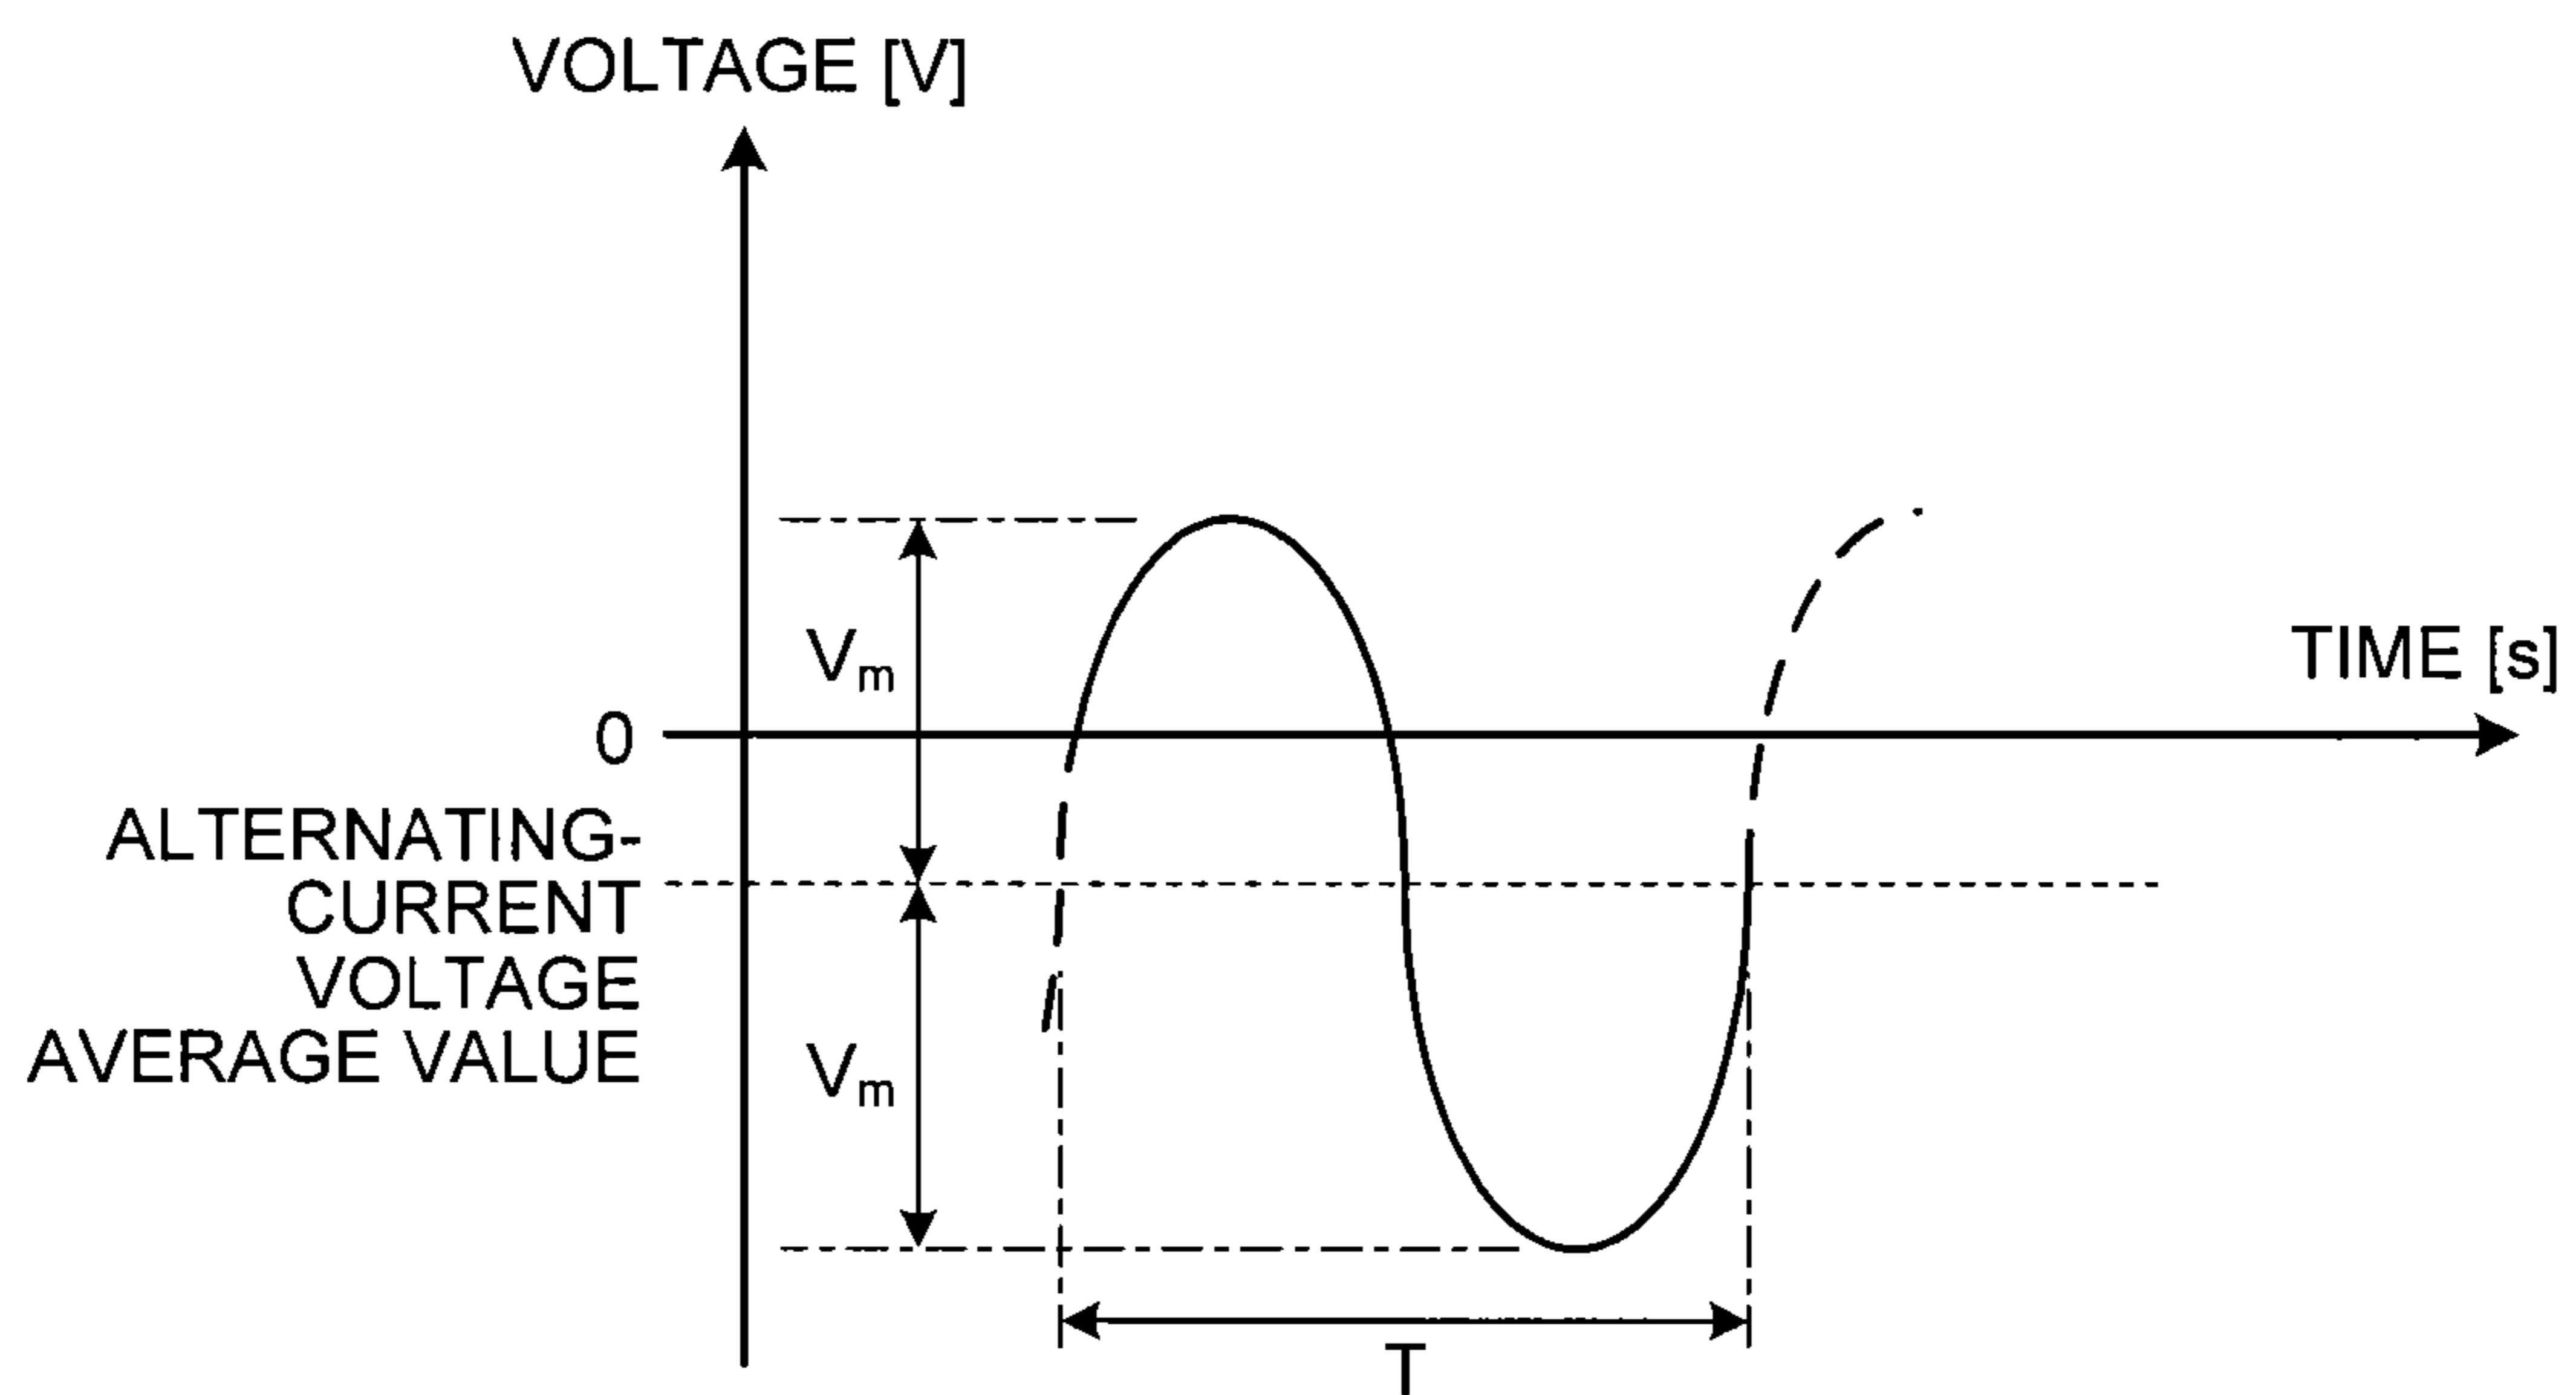 VOLTAGE [V]
TIME [s]
Vm
0
ALTERNATING-
CURRENT
VOLTAGE
AVERAGE VALUE
Vm
T